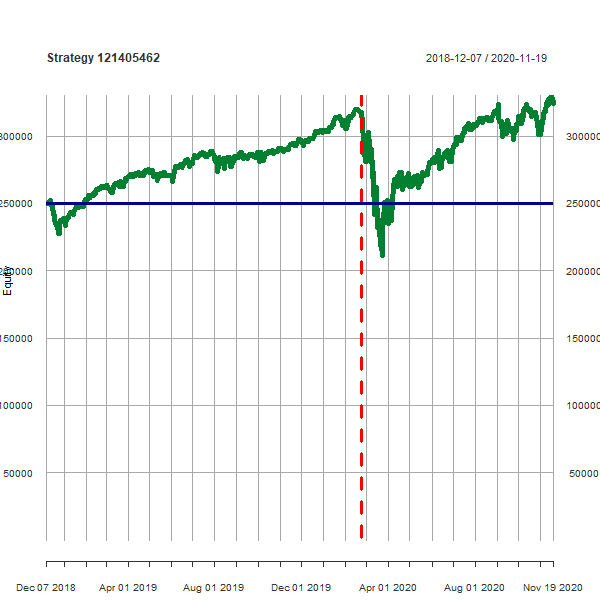 Strategy 121405462
2018-12-07 / 2020-11-19
300000
300000
250000
250000
200000
200000
Equity
150000
150000
100000
100000
50000
50000
Dec 07 2018
Apr 01 2019
Aug 01 2019
Dec 01 2019
Apr 01 2020
Aug 01 2020
Nov 19 2020